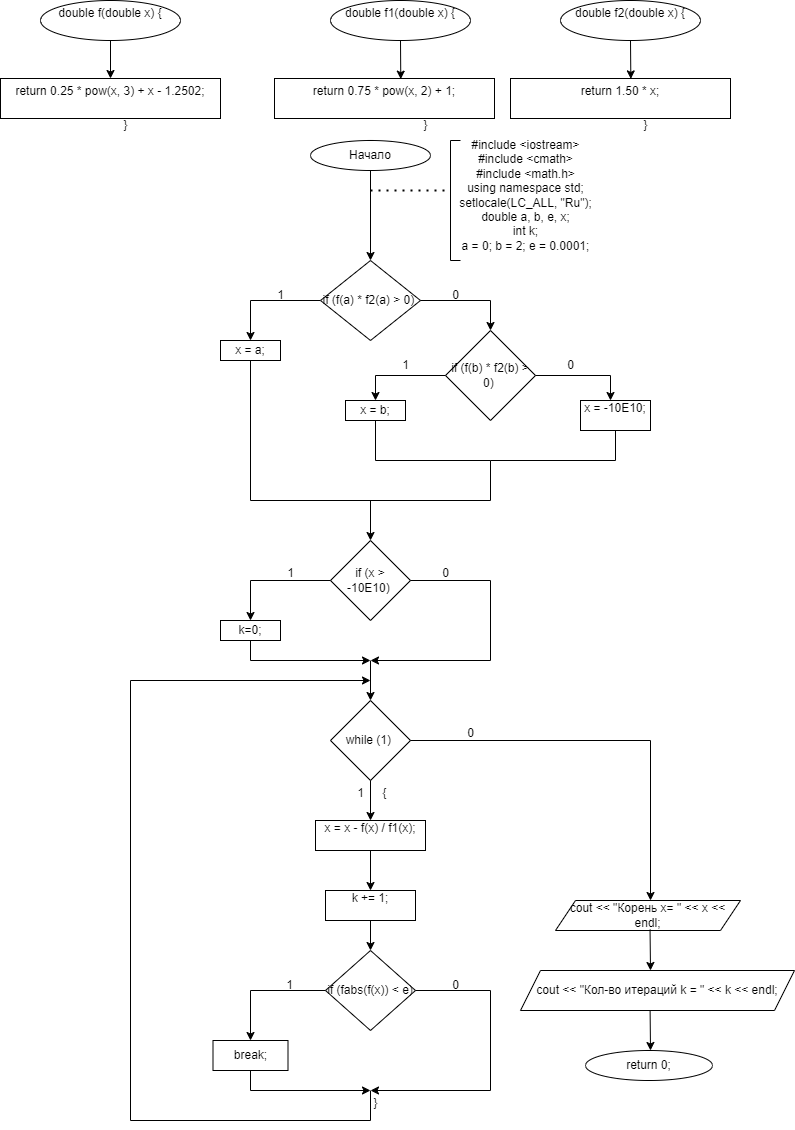 double f(double x) {
double f1(double x) {
double f2(double x) {
return 0.25 * pow(x, 3) + x - 1.2502;
return 0.75 * pow(x, 2) + 1;
return 1.50 * x;
}
}
}
Начало
#include <iostream>
#include <cmath>
#include <math.h>
using namespace std;
setlocale(LC_ALL, "Ru");
double a, b, e, x;
int k;
a = 0; b = 2; e = 0.0001;
1
if (f(a) * f2(a) > 0)
0
x = a;
1
if (f(b) * f2(b) >
0)
0
x = b;
x = -10E10;
1
if (x >
-10E10)
0
k=0;
while (1)
0
1
{
x = x - f(x) / f1(x);
k += 1;
cout << "Корень x= " << x <<
endl;
1
if (fabs(f(x)) < e)
0
cout << "Кол-во итераций k = " << k << endl;
break;
return 0;
}